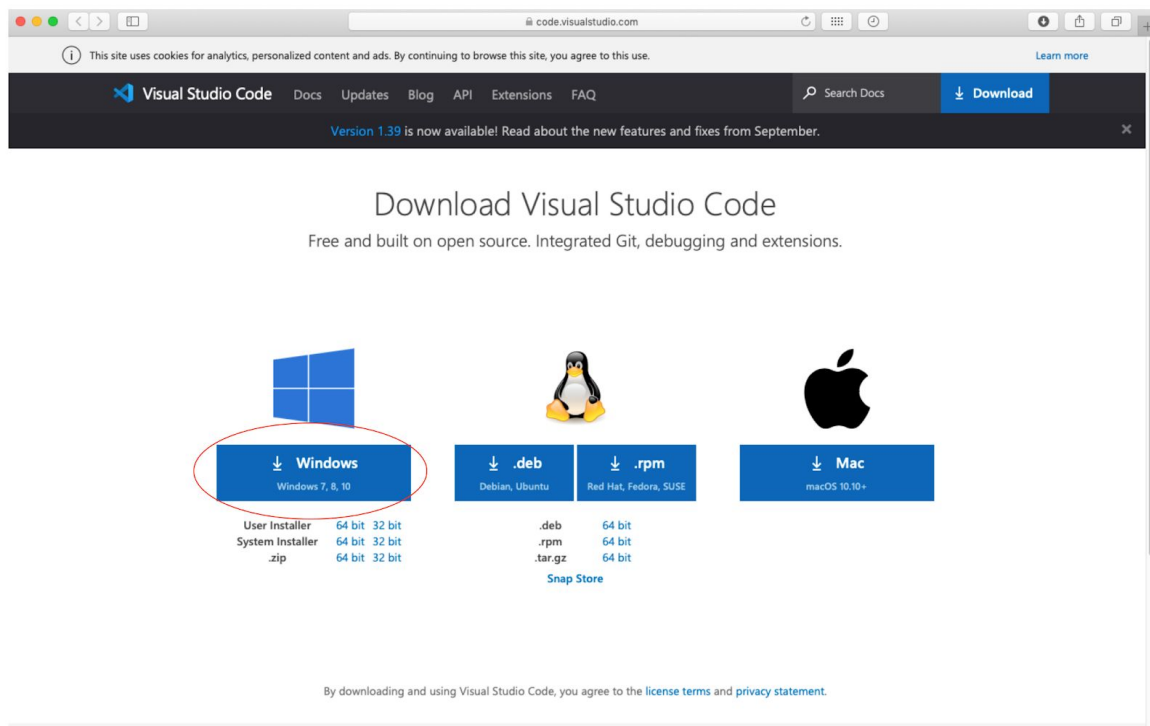 code.visualstudio.com
This site uses cookies for analytics, personalized content and ads. By continuing to browse this site, you agree to this use.
Learn more
Visual Studio Code Docs Updates Blog API Extensions FAQ Search Docs Download
Version 1.39 is now available! Read about the new features and fixes from September.
Download Visual Studio Code
Free and built on open source. Integrated Git, debugging and extensions.
Windows
Windows 7, 8, 10
User Installer 64 bit 32 bit
System Installer 64 bit 32 bit
.zip 64 bit 32 bit
.deb
Debian, Ubuntu
.rpm
Red Hat, Fedora, SUSE
.deb 64 bit
.rpm 64 bit
.tar.gz 64 bit
Snap Store
Mac
macOS 10.10+
By downloading and using Visual Studio Code, you agree to the license terms and privacy statement.